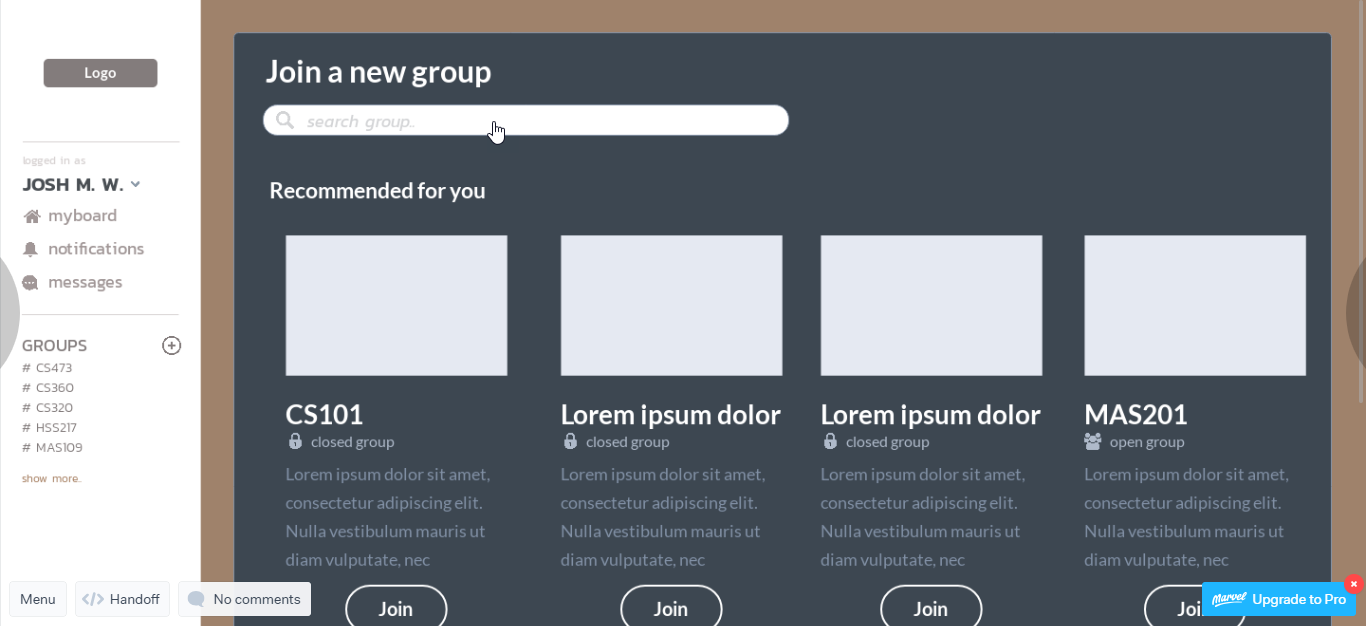 Logo
logged in as
JOSH M. W.
myboard
notifications
messages
GROUPS
# CS473
# CS360
# CS320
# HSS217
# MAS109
show more..
Join a new group
search group..
Recommended for you
CS101
closed group
Lorem ipsum dolor sit amet,
consectetur adipiscing elit.
Nulla vestibulum mauris ut
diam vulputate, nec
Join
Lorem ipsum dolor
closed group
Lorem ipsum dolor sit amet,
consectetur adipiscing elit.
Nulla vestibulum mauris ut
diam vulputate, nec
Join
Lorem ipsum dolor
closed group
Lorem ipsum dolor sit amet,
consectetur adipiscing elit.
Nulla vestibulum mauris ut
diam vulputate, nec
Join
MAS201
open group
Lorem ipsum dolor sit amet,
consectetur adipiscing elit.
Nulla vestibulum mauris ut
diam vulputate, nec
Menu
Handoff
No comments
Marvel Upgrade to Pro